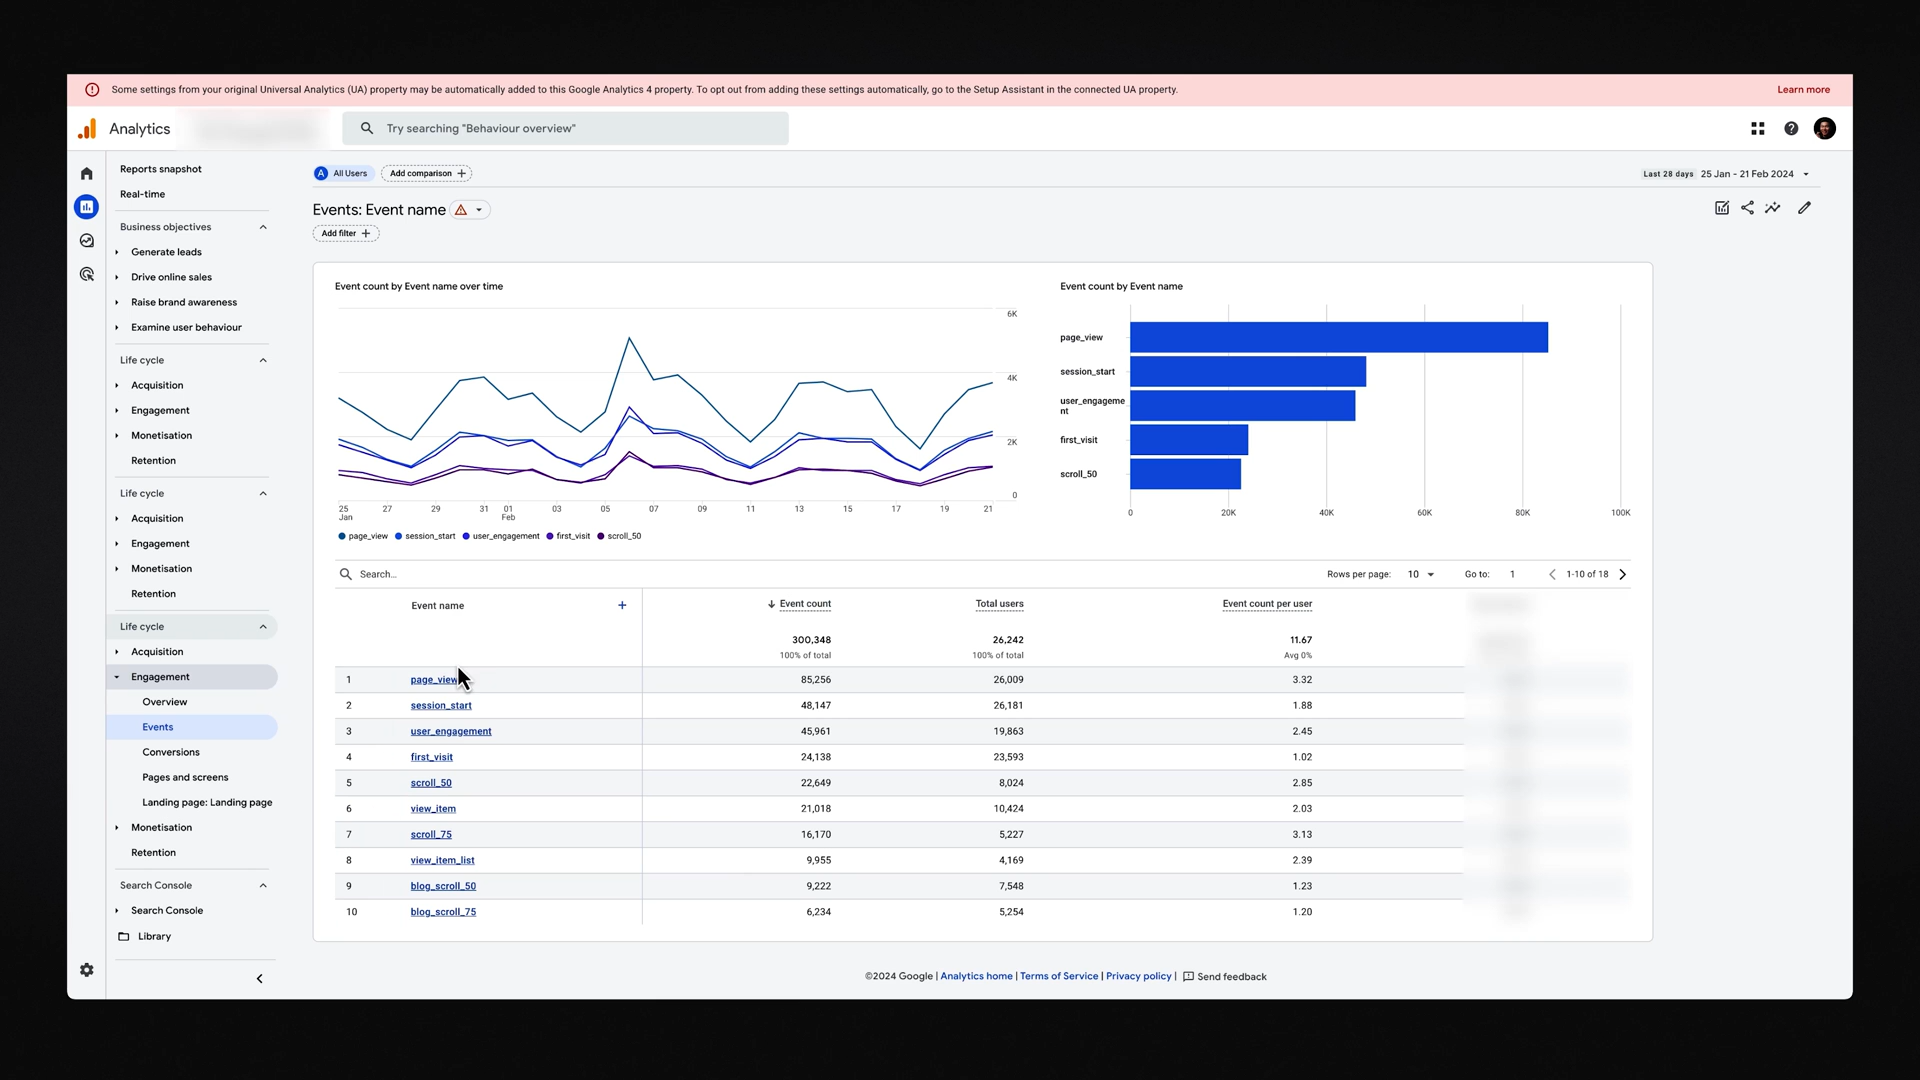 Some settings from your original Universal Analytics (UA) property may be automatically added to this Google Analytics 4 property. To opt out from adding these settings automatically, go to the Setup Assistant in the connected UA property.
Learn more
Analytics
Try searching "Behaviour overview"
Reports snapshot
Real-time
Business objectives
Generate leads
Drive online sales
Raise brand awareness
Examine user behaviour
Life cycle
Acquisition
Engagement
Monetisation
Retention
Life cycle
Acquisition
Engagement
Monetisation
Retention
Life cycle
Acquisition
Engagement
Overview
Events
Conversions
Pages and screens
Landing page: Landing page
Monetisation
Retention
Search Console
Search Console
Library
A All Users
Add comparison +
Last 28 days 25 Jan - 21 Feb 2024
Events: Event name
Add filter +
Event count by Event name over time
6K
4K
2K
0
25 27 29 31 01 03 05 07 09 11 13 15 17 19 21
Jan Feb
page_view session_start user_engagement first_visit scroll_50
Event count by Event name
page_view
session_start
user_engageme
nt
first_visit
scroll_50
0 20K 40K 60K 80K 100K
Search...
Rows per page: 10 Go to: 1 1-10 of 18
Event name + Event count Total users Event count per user
300,348 26,242 11.67
100% of total 100% of total Avg 0%
1 page_view 85,256 26,009 3.32
2 session_start 48,147 26,181 1.88
3 user_engagement 45,961 19,863 2.45
4 first_visit 24,138 23,593 1.02
5 scroll_50 22,649 8,024 2.85
6 view_item 21,018 10,424 2.03
7 scroll_75 16,170 5,227 3.13
8 view_item_list 9,955 4,169 2.39
9 blog_scroll_50 9,222 7,548 1.23
10 blog_scroll_75 6,234 5,254 1.20
©2024 Google | Analytics home | Terms of Service | Privacy policy | Send feedback